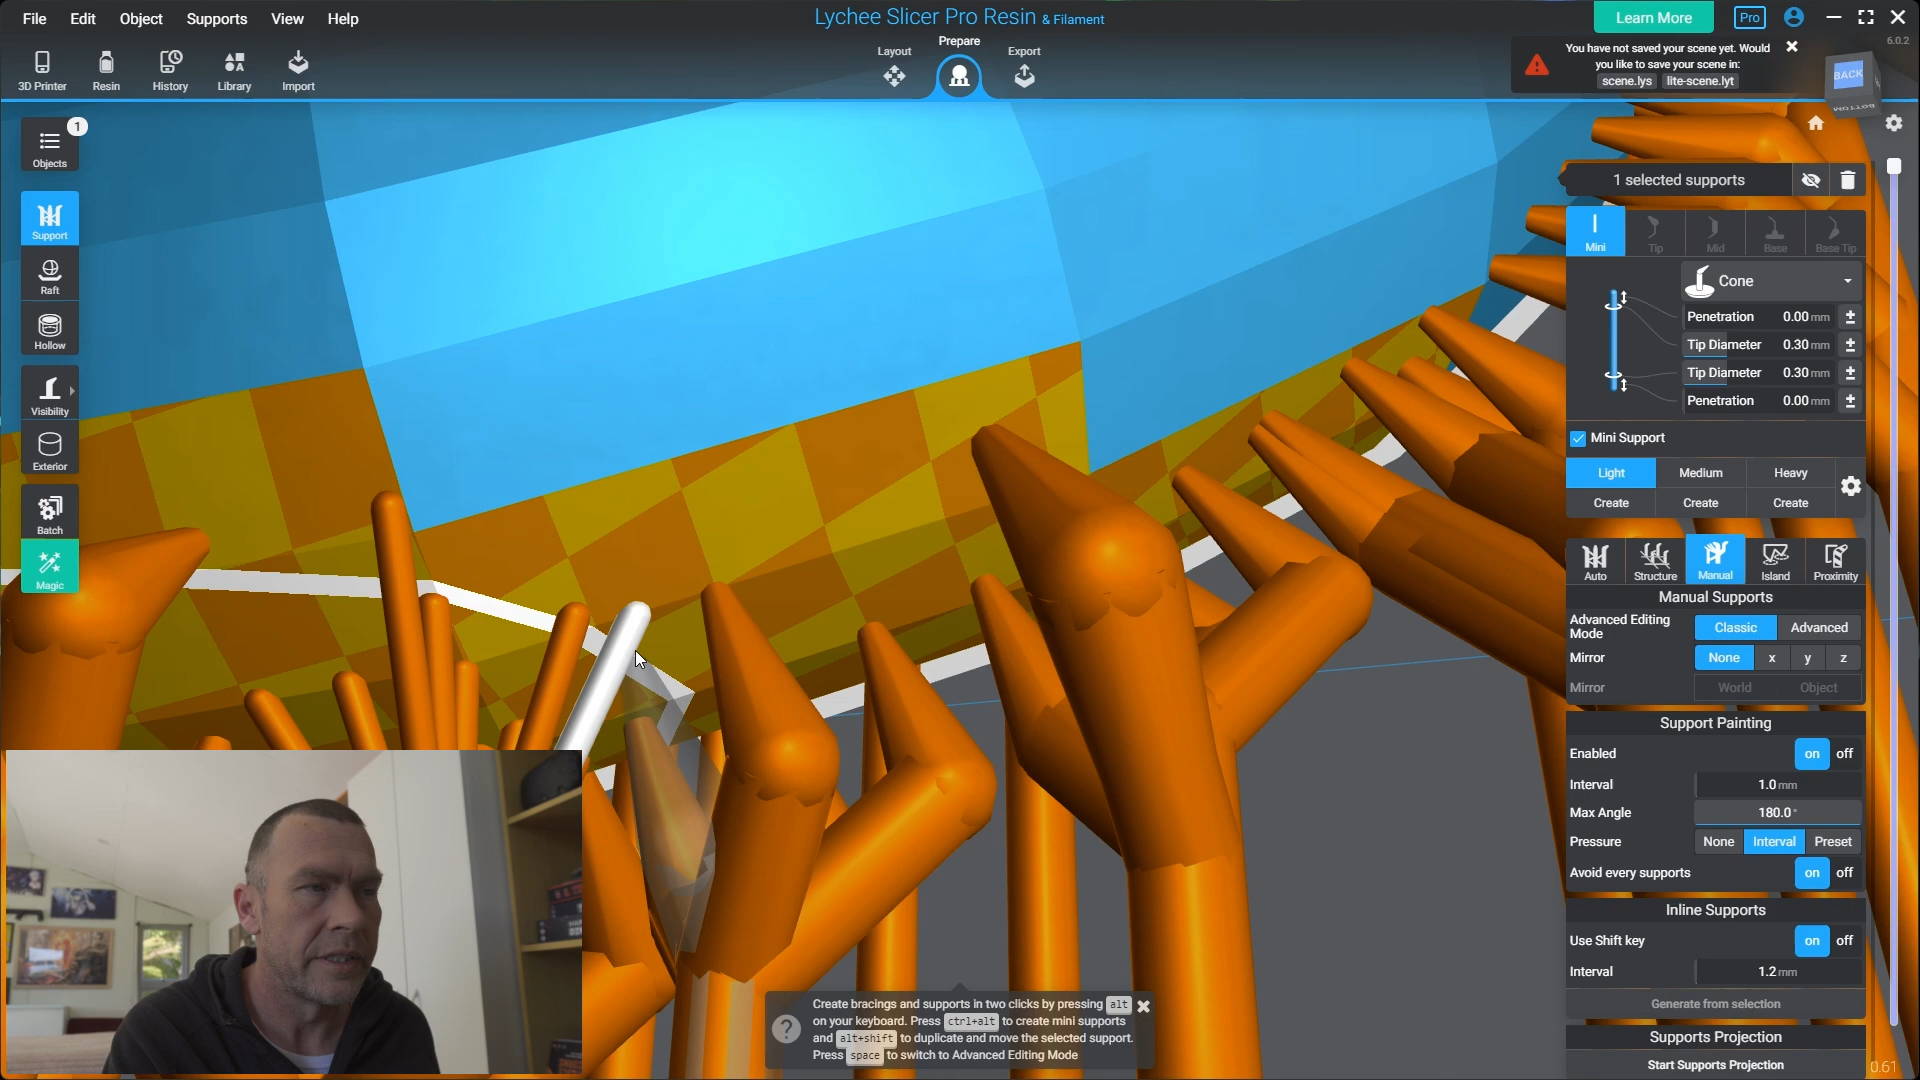 File Edit Object Supports View Help
Lychee Slicer Pro Resin & Filament
Learn More
Pro
6.0.2
3D Printer Resin History Library Import
Layout Prepare Export
You have not saved your scene yet. Would
you like to save your scene in:
scene.lys lite-scene.lyt
BACK
BOTTOM
1
Objects
Support
Raft
Hollow
Visibility
Exterior
Batch
Magic
1 selected supports
Mini Tip Mid Base Base Tip
Cone
Penetration 0.00 mm
Tip Diameter 0.30 mm
Tip Diameter 0.30 mm
Penetration 0.00 mm
Mini Support
Light Medium Heavy
Create Create Create
Auto Structure Manual Island Proximity
Manual Supports
Advanced Editing
Mode
Classic Advanced
Mirror None x y z
Mirror World Object
Support Painting
Enabled on off
Interval 1.0 mm
Max Angle 180.0 °
Pressure None Interval Preset
Avoid every supports on off
Inline Supports
Use Shift key on off
Interval 1.2 mm
Generate from selection
Supports Projection
Start Supports Projection
0.61
Create bracings and supports in two clicks by pressing alt
on your keyboard. Press ctrl+alt to create mini supports
and alt+shift to duplicate and move the selected support.
Press space to switch to Advanced Editing Mode
?